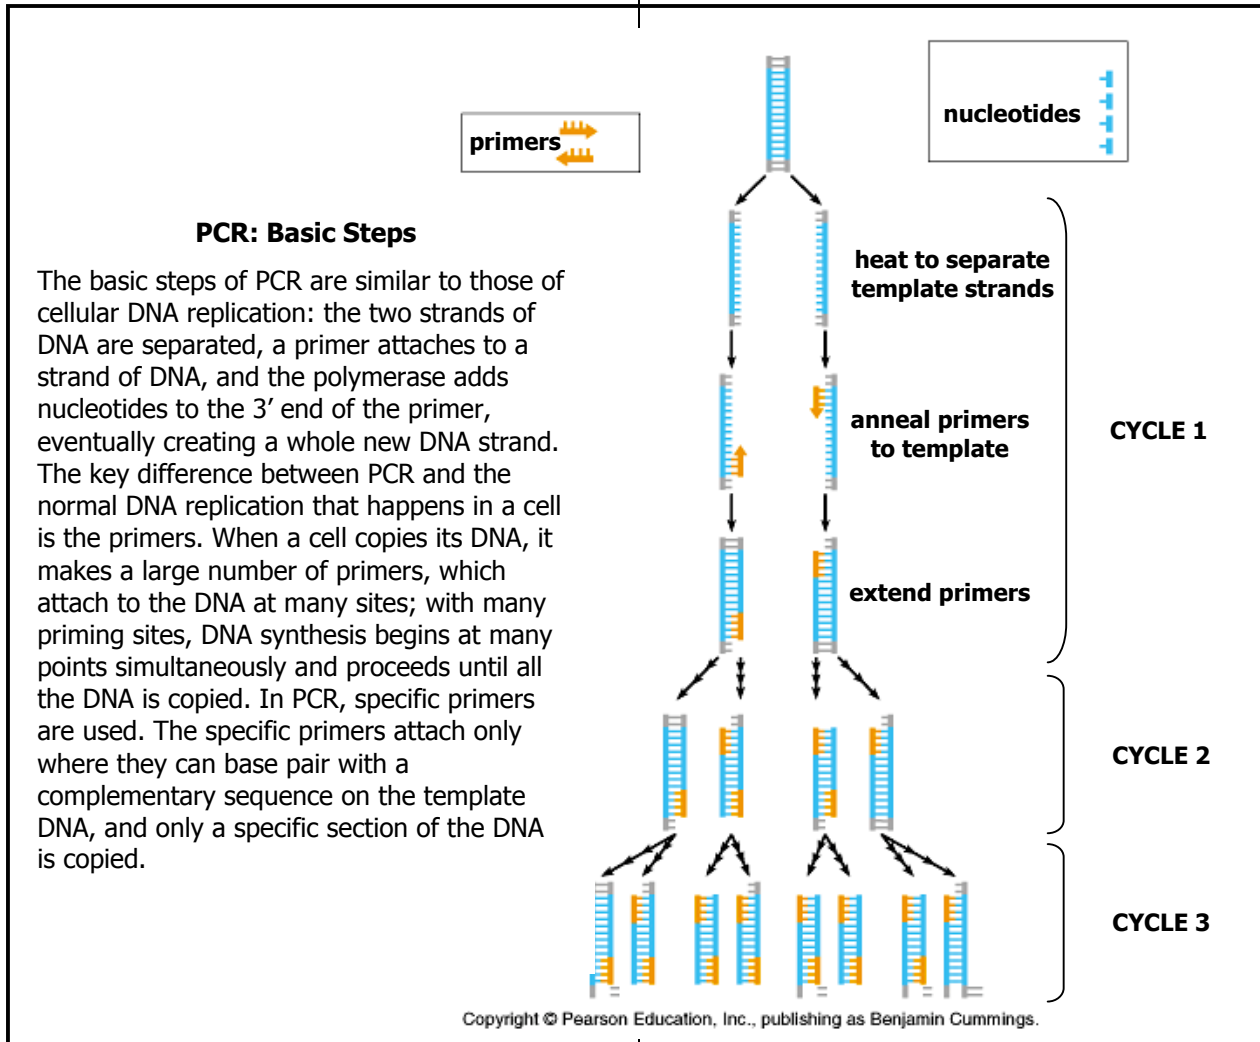 nucleotides
primers
PCR: Basic Steps
The basic steps of PCR are similar to those of
cellular DNA replication: the two strands of
DNA are separated, a primer attaches to a
strand of DNA, and the polymerase adds
nucleotides to the 3’ end of the primer,
eventually creating a whole new DNA strand.
The key difference between PCR and the
normal DNA replication that happens in a cell
is the primers. When a cell copies its DNA, it
makes a large number of primers, which
attach to the DNA at many sites; with many
priming sites, DNA synthesis begins at many
points simultaneously and proceeds until all
the DNA is copied. In PCR, specific primers
are used. The specific primers attach only
where they can base pair with a
complementary sequence on the template
DNA, and only a specific section of the DNA
is copied.
heat to separate
template strands
anneal primers
to template
extend primers
CYCLE 1
CYCLE 2
CYCLE 3
Copyright © Pearson Education, Inc., publishing as Benjamin Cummings.